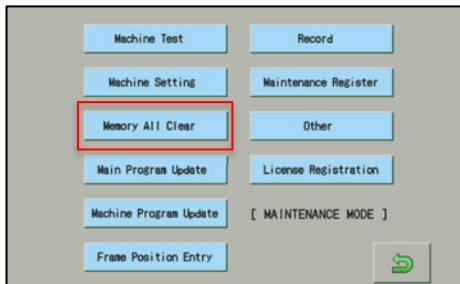 Machine Test
Record
Machine Setting
Maintenance Register
Memory All Clear
Other
Main Program Update
License Registration
Machine Program Update
[ MAINTENANCE MODE ]
Frame Position Entry